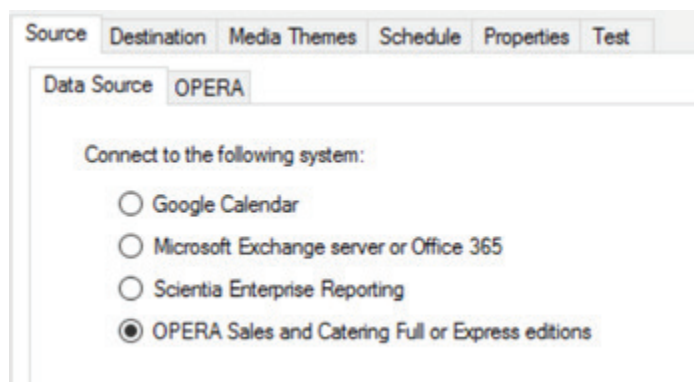 Source Destination Media Themes Schedule Properties Test
Data Source OPERA
Connect to the following system:
Google Calendar
Microsoft Exchange server or Office 365
Scientia Enterprise Reporting
OPERA Sales and Catering Full or Express editions